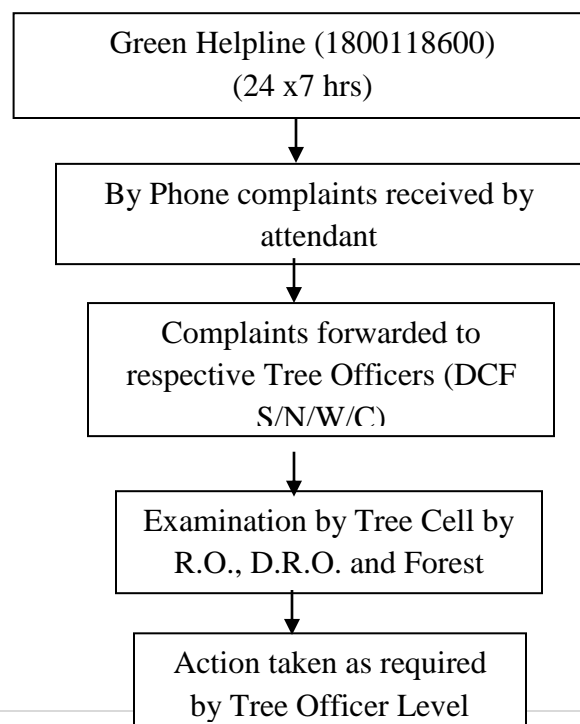 Green Helpline (1800118600)
(24 x7 hrs)
By Phone complaints received by
attendant
Complaints forwarded to
respective Tree Officers (DCF
S/N/W/C)
Examination by Tree Cell by
R.O., D.R.O. and Forest
Action taken as required
by Tree Officer Level